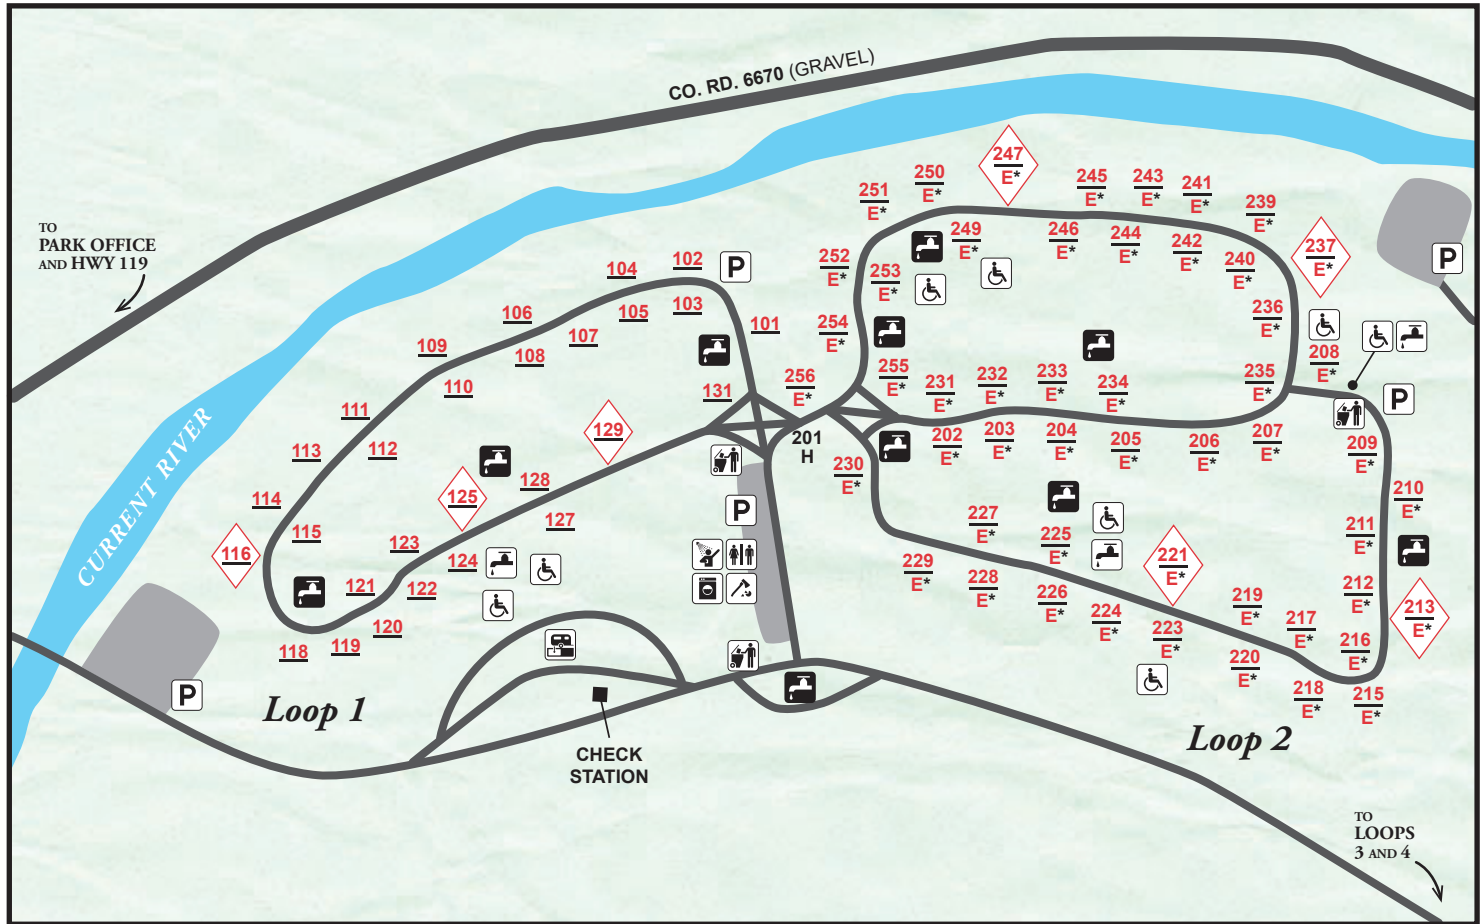 CO. RD. 6670 (GRAVEL)
TO
PARK OFFICE
AND HWY 119
CURRENT RIVER
247
E*
250
E*
251
E*
245
E*
243
E*
241
E*
239
E*
249
E*
246
E*
244
E*
242
E*
240
E*
237
E*
252
E*
253
E*
236
E*
254
E*
255
E*
256
E*
231
E*
232
E*
233
E*
234
E*
235
E*
208
E*
P
P
201
H
202
E*
203
E*
204
E*
205
E*
206
E*
207
E*
209
E*
230
E*
210
E*
211
E*
227
E*
225
E*
229
E*
228
E*
226
E*
224
E*
223
E*
221
E*
219
E*
217
E*
212
E*
213
E*
216
E*
220
E*
218
E*
215
E*
Loop 2
102
P
104
103
101
105
106
107
109
108
110
131
111
129
113
112
128
114
125
127
115
123
116
124
121
122
120
119
118
P
P
Loop 1
CHECK
STATION
TO
LOOPS
3 AND 4